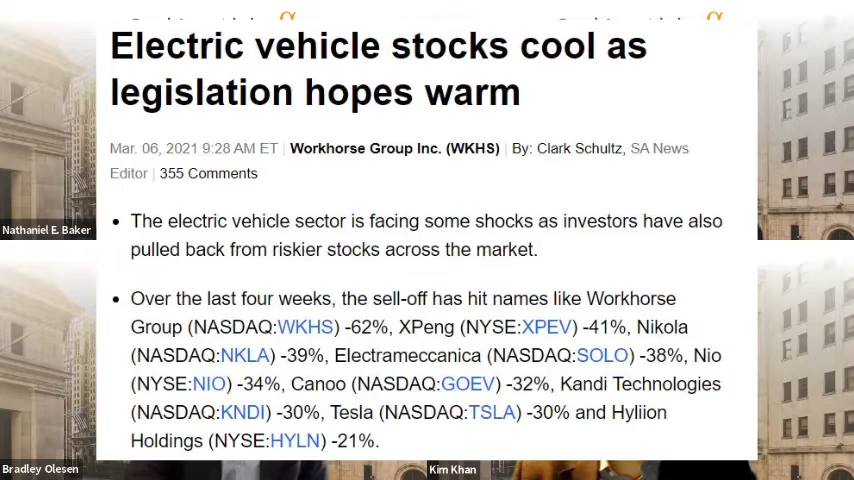 Electric vehicle stocks cool as
legislation hopes warm
Mar. 06, 2021 9:28 AM ET | Workhorse Group Inc. (WKHS) | By: Clark Schultz, SA News
Editor | 355 Comments
• The electric vehicle sector is facing some shocks as investors have also
pulled back from riskier stocks across the market.
• Over the last four weeks, the sell-off has hit names like Workhorse
Group (NASDAQ:WKHS) -62%, XPeng (NYSE:XPEV) -41%, Nikola
(NASDAQ:NKLA) -39%, Electrameccanica (NASDAQ:SOLO) -38%, Nio
(NYSE:NIO) -34%, Canoo (NASDAQ:GOEV) -32%, Kandi Technologies
(NASDAQ:KNDI) -30%, Tesla (NASDAQ:TSLA) -30% and Hyliion
Holdings (NYSE:HYLN) -21%.
Nathaniel E. Baker
Bradley Olesen
Kim Khan